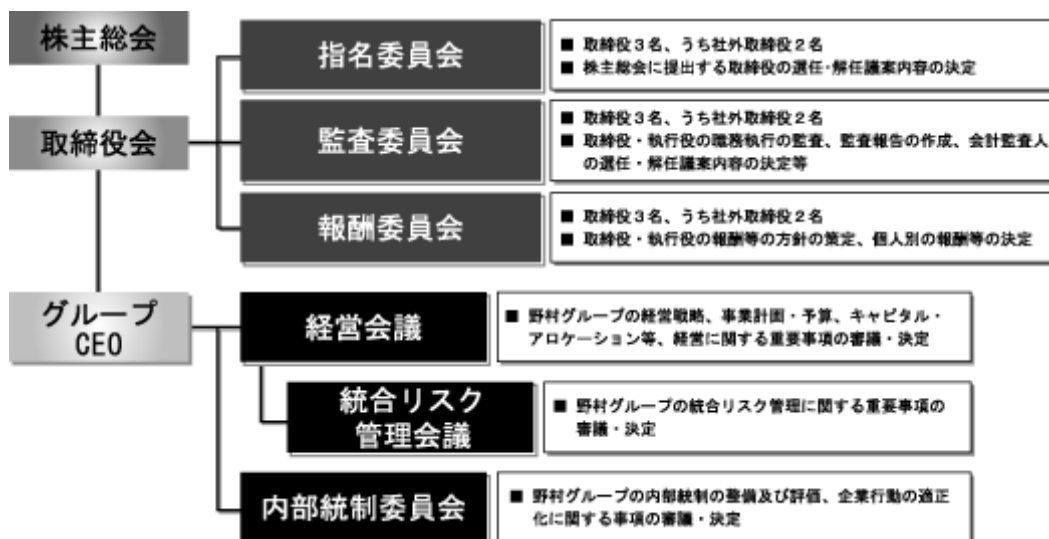 株主総会
指名委員会
■ 取締役３名、うち社外取締役２名
■ 株主総会に提出する取締役の選任・解任議案内容の決定
取締役会
監査委員会
■ 取締役３名、うち社外取締役２名
■ 取締役・執行役の職務執行の監査、監査報告の作成、会計監査人
の選任・解任議案内容の決定等
報酬委員会
■ 取締役３名、うち社外取締役２名
■ 取締役・執行役の報酬等の方針の策定、個人別の報酬等の決定
グループ
CEO
経営会議
■ 野村グループの経営戦略、事業計画・予算、キャピタル・
アロケーション等、経営に関する重要事項の審議・決定
統合リスク
管理会議
■ 野村グループの統合リスク管理に関する重要事項の
審議・決定
内部統制委員会
■ 野村グループの内部統制の整備及び評価、企業行動の適正
化に関する事項の審議・決定